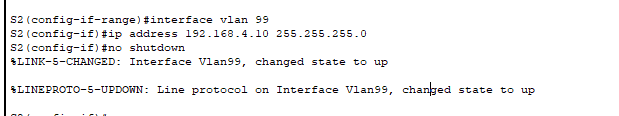 S2(config-if-range)#interface vlan 99
S2(config-if)#ip address 192.168.4.10 255.255.255.0
S2(config-if)#no shutdown
%LINK-5-CHANGED: Interface Vlan99, changed state to up
%LINEPROTO-5-UPDOWN: Line protocol on Interface Vlan99, changed state to up